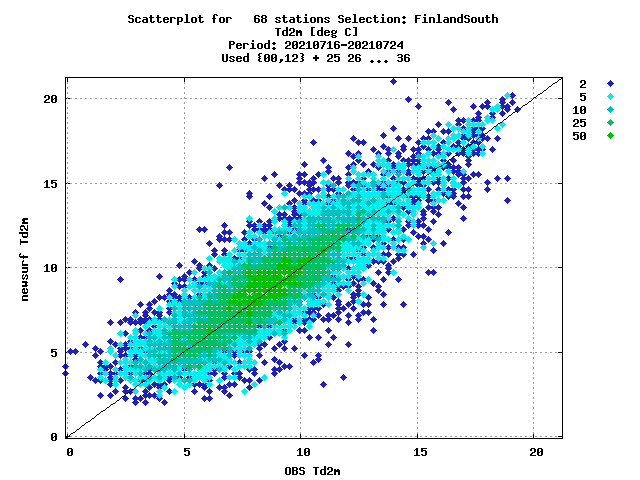 Scatterplot for   68 stations Selection: FinlandSouth
Td2m [deg C]
Period: 20210716-20210724
Used {00,12} + 25 26 ... 36
2
5
10
25
50
20
15
10
5
0
newsurf Td2m
0 5 10 15 20
OBS Td2m